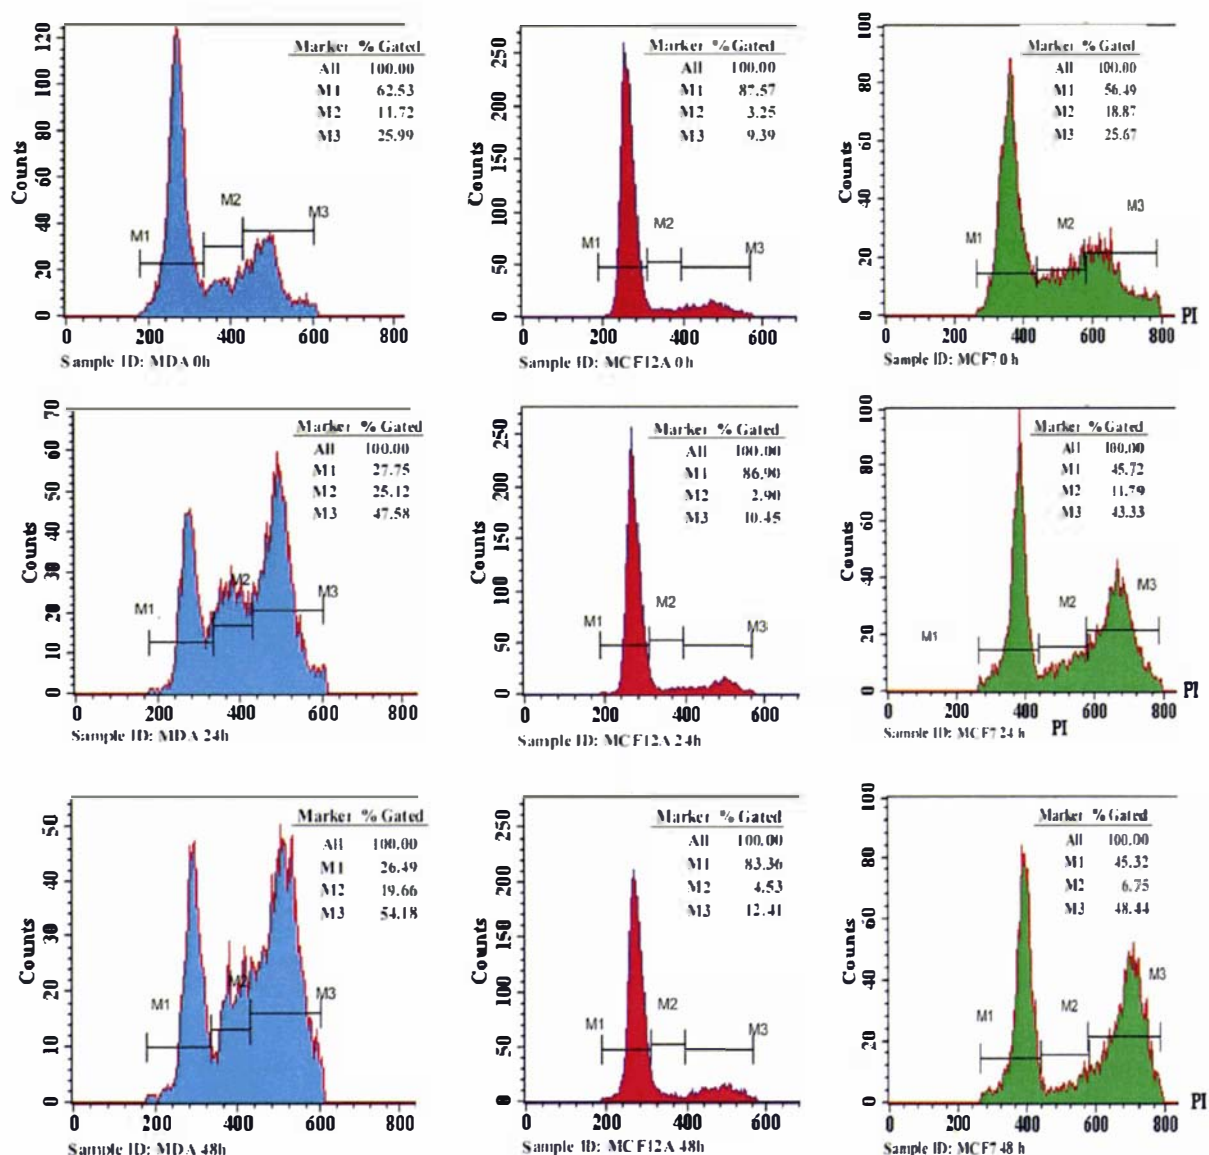 Marker % Gated
All 100.00
M1 62.53
M2 11.72
M3 25.99
120
100
80
60
40
20
0
Counts
M1
M2
M3
0 200 400 600 800
Sample ID: MDA 0h
Marker % Gated
All 100.00
M1 87.57
M2 3.25
M3 9.39
250
200
150
100
50
0
Counts
M1
M2
M3
0 200 400 600
Sample ID: MCF12A 0h
Marker % Gated
All 100.00
M1 56.49
M2 18.87
M3 25.67
100
80
60
40
20
0
Counts
M1
M2
M3
0 200 400 600 800 PI
Sample ID: MCF7 0 h
Marker % Gated
All 100.00
M1 27.75
M2 25.12
M3 47.58
70
60
50
40
30
20
10
0
Counts
M1
M2
M3
0 200 400 600 800
Sample ID: MDA 24h
Marker % Gated
All 100.00
M1 86.90
M2 2.90
M3 10.45
250
200
150
100
50
0
Counts
M1
M2
M3
0 200 400 600
Sample ID: MCF12A 24h
Marker % Gated
All 100.00
M1 45.72
M2 11.79
M3 43.33
100
80
60
40
20
0
Counts
M1
M2
M3
0 200 400 600 800 PI
Sample ID: MCF7 24 h PI
Marker % Gated
All 100.00
M1 26.49
M2 19.66
M3 54.18
50
40
30
20
10
0
Counts
M1
M2
M3
0 200 400 600 800
Sample ID: MDA 48h
Marker % Gated
All 100.00
M1 83.36
M2 4.53
M3 12.41
250
200
150
100
50
0
Counts
M1
M2
M3
0 200 400 600
Sample ID: MCF12A 48h
Marker % Gated
All 100.00
M1 45.32
M2 6.75
M3 48.44
100
80
60
40
20
0
Counts
M1
M2
M3
0 200 400 600 800 PI
Sample ID: MCF7 48 h